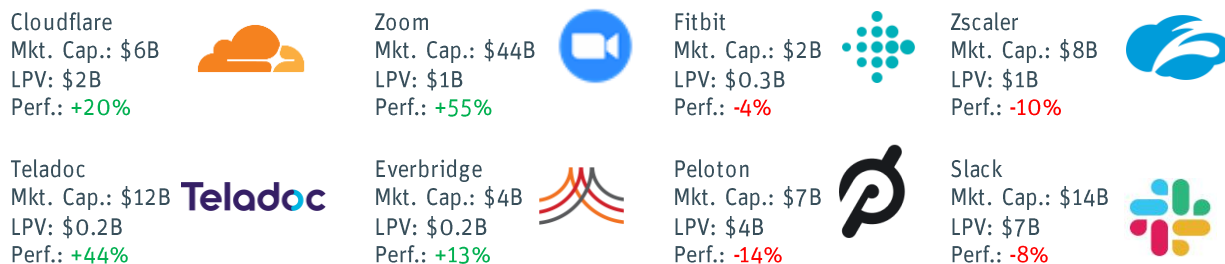 Cloudflare
Mkt. Cap.: $6B
LPV: $2B
Perf.: +20%
Zoom
Mkt. Cap.: $44B
LPV: $1B
Perf.: +55%
Fitbit
Mkt. Cap.: $2B
LPV: $0.3B
Perf.: -4%
Zscaler
Mkt. Cap.: $8B
LPV: $1B
Perf.: -10%
Teladoc
Mkt. Cap.: $12B
LPV: $0.2B
Perf.: +44%
Teladoc
Everbridge
Mkt. Cap.: $4B
LPV: $0.2B
Perf.: +13%
Peloton
Mkt. Cap.: $7B
LPV: $4B
Perf.: -14%
Slack
Mkt. Cap.: $14B
LPV: $7B
Perf.: -8%